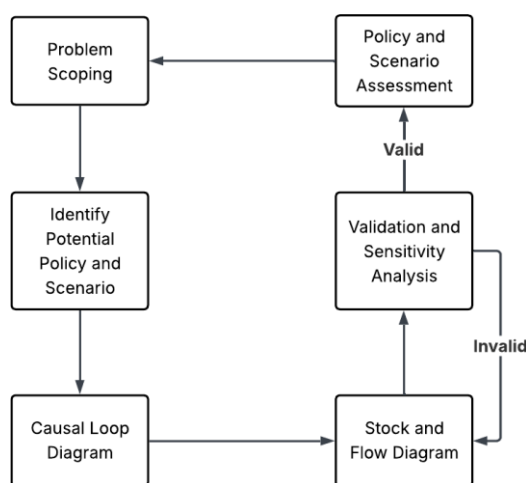 Problem
Scoping
Policy and
Scenario
Assessment
Valid
Identify
Potential
Policy and
Scenario
Validation and
Sensitivity
Analysis
Invalid
Causal Loop
Diagram
Stock and
Flow Diagram